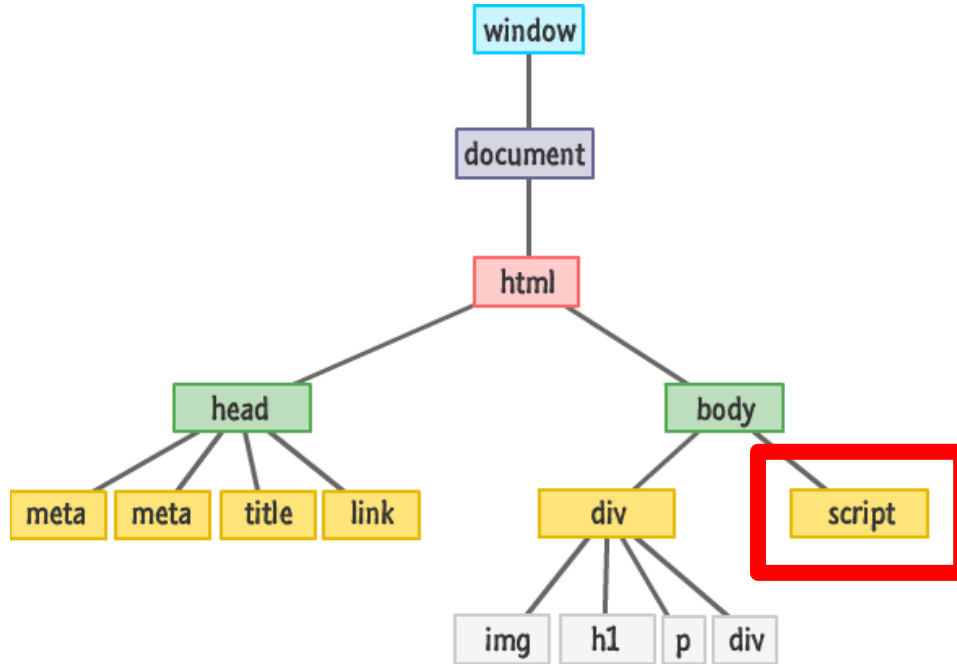 window
document
html
head body
meta meta title link div script
img h1 p div